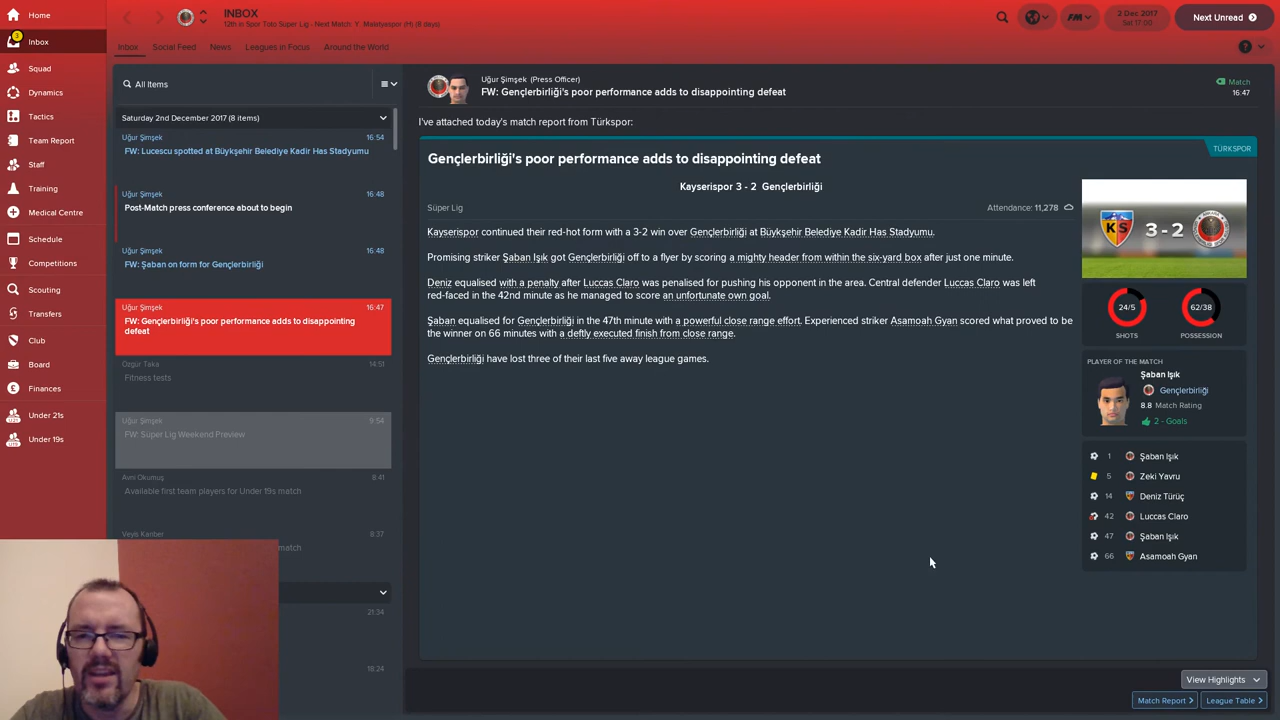 Home
INBOX
12th in Spor Toto Süper Lig - Next Match Y. Malatyaspor (H) (8 days)
FM
2 Dec 2017
Sat 17:00
Next Unread
3
Inbox
Inbox
Social Feed
News
Leagues in Focus
Around the World
?
Squad
Dynamics
Tactics
Team Report
Staff
Training
Medical Centre
Schedule
Competitions
Scouting
Transfers
Club
Board
Finances
Under 21s
Under 19s
All Items
Saturday 2nd December 2017 (8 items)
Uğur Şimşek 16:54
FW: Lucescu spotted at Büykşehir Belediye Kadir Has Stadyumu
Uğur Şimşek 16:48
Post-Match press conference about to begin
Uğur Şimşek 16:48
FW: Şaban on form for Gençlerbirliği
Uğur Şimşek 16:47
FW: Gençlerbirliği's poor performance adds to disappointing
defeat
Özgür Taka 14:51
Fitness tests
Uğur Şimşek 9:54
FW: Süper Lig Weekend Preview
Avni Okumuş 8:41
Available first team players for Under 19s match
Veys Kariber 8:37
match
21:34
18:24
Uğur Şimşek (Press Officer)
FW: Gençlerbirliği's poor performance adds to disappointing defeat
Match
16:47
I've attached today's match report from Türkspor:
TÜRKSPOR
Gençlerbirliği's poor performance adds to disappointing defeat
Kayserispor 3 - 2 Gençlerbirliği
Süper Lig
Attendance: 11,278
Kayserispor continued their red-hot form with a 3-2 win over Gençlerbirliği at Büykşehir Belediye Kadir Has Stadyumu.
Promising striker Şaban Işık got Gençlerbirliği off to a flyer by scoring a mighty header from within the six-yard box after just one minute.
Deniz equalised with a penalty after Luccas Claro was penalised for pushing his opponent in the area. Central defender Luccas Claro was left
red-faced in the 42nd minute as he managed to score an unfortunate own goal.
Şaban equalised for Gençlerbirliği in the 47th minute with a powerful close range effort. Experienced striker Asamoah Gyan scored what proved to be
the winner on 66 minutes with a deftly executed finish from close range.
Gençlerbirliği have lost three of their last five away league games.
KS
3-2
24/5
62/38
SHOTS
POSSESSION
PLAYER OF THE MATCH
Şaban Işık
Gençlerbirliği
8.8 Match Rating
2 - Goals
1 Şaban Işık
5 Zeki Yavru
14 Deniz Türüç
42 Luccas Claro
47 Şaban Işık
66 Asamoah Gyan
View Highlights
Match Report
League Table